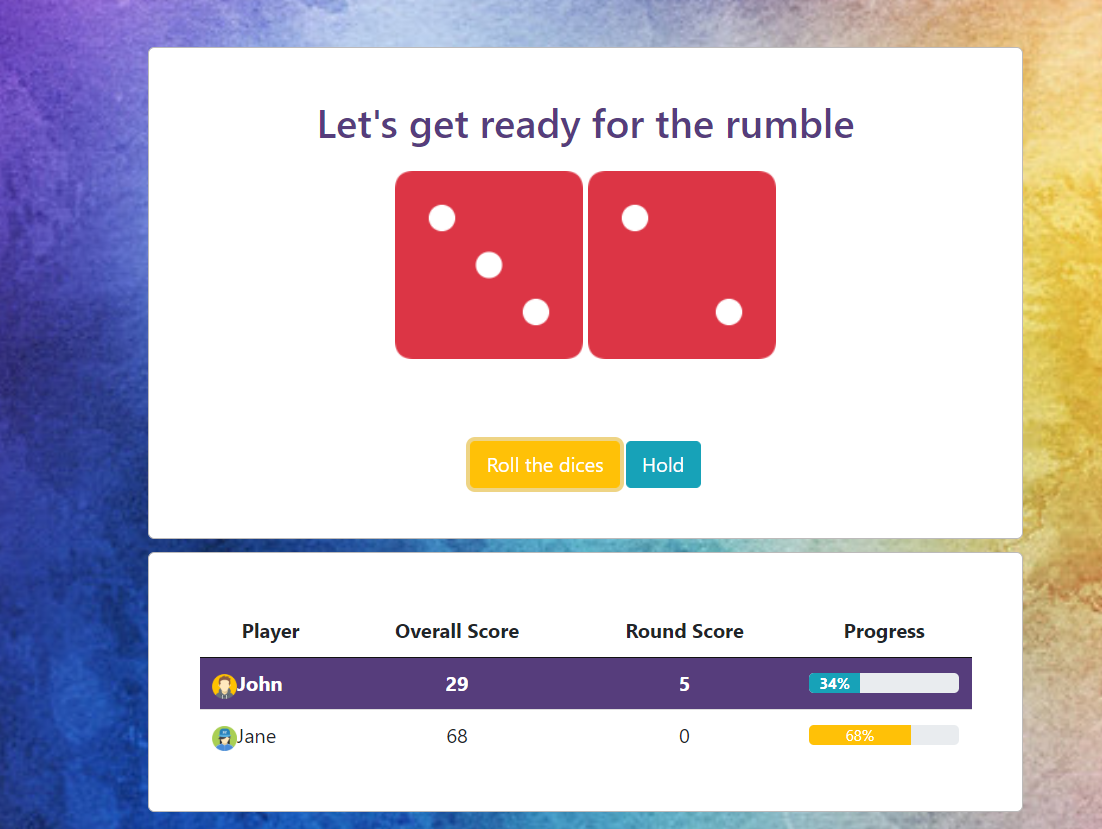 Let's get ready for the rumble
Roll the dices Hold
Player Overall Score Round Score Progress
John 29 5 34%
Jane 68 0 68%